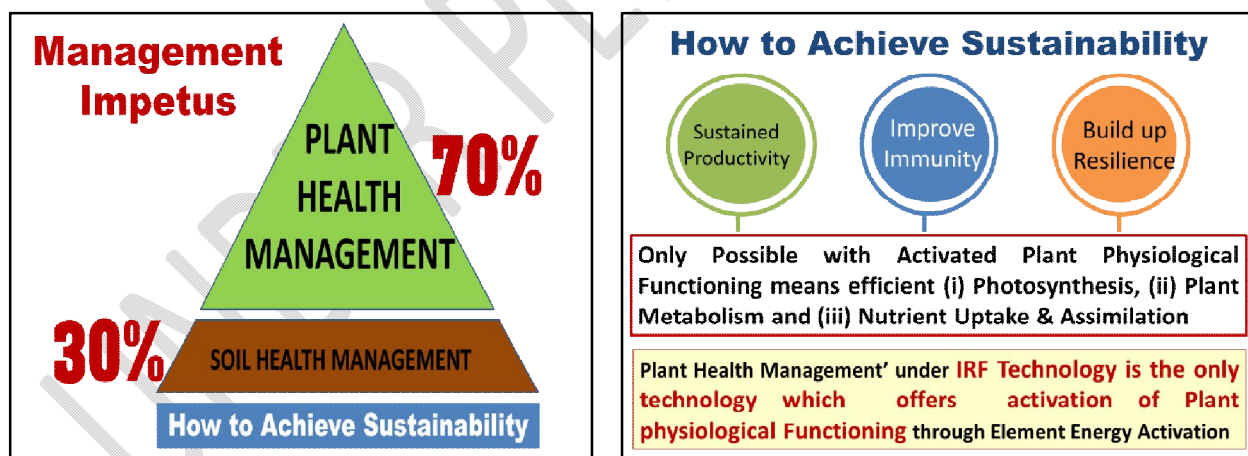 Management
Impetus
PLANT
HEALTH
MANAGEMENT
70%
30%
SOIL HEALTH MANAGEMENT
How to Achieve Sustainability
How to Achieve Sustainability
Sustained
Productivity
Improve
Immunity
Build up
Resilience
Only Possible with Activated Plant Physiological
Functioning means efficient (i) Photosynthesis, (ii) Plant
Metabolism and (iii) Nutrient Uptake & Assimilation
Plant Health Management’ under IRF Technology is the only
technology which offers activation of Plant
physiological Functioning through Element Energy Activation